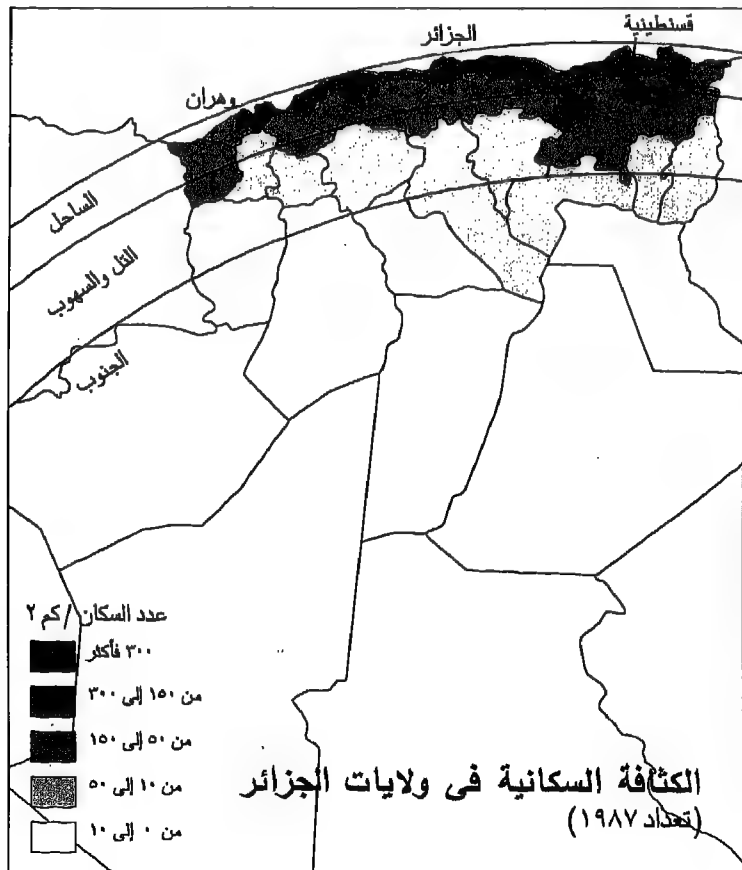 قسنطينية
الجزائر
وهران
الساحل
التل والسهوب
الجنوب
عدد السكان / كم ٢
٣٠٠ فأكثر
من ١٥٠ إلى ٣٠٠
من ٥٠ إلى ١٥٠
من ١٠ إلى ٥٠
من ٠ إلى ١٠
الكثافة السكانية فى ولايات الجزائر
(تعداد ١٩٨٧)